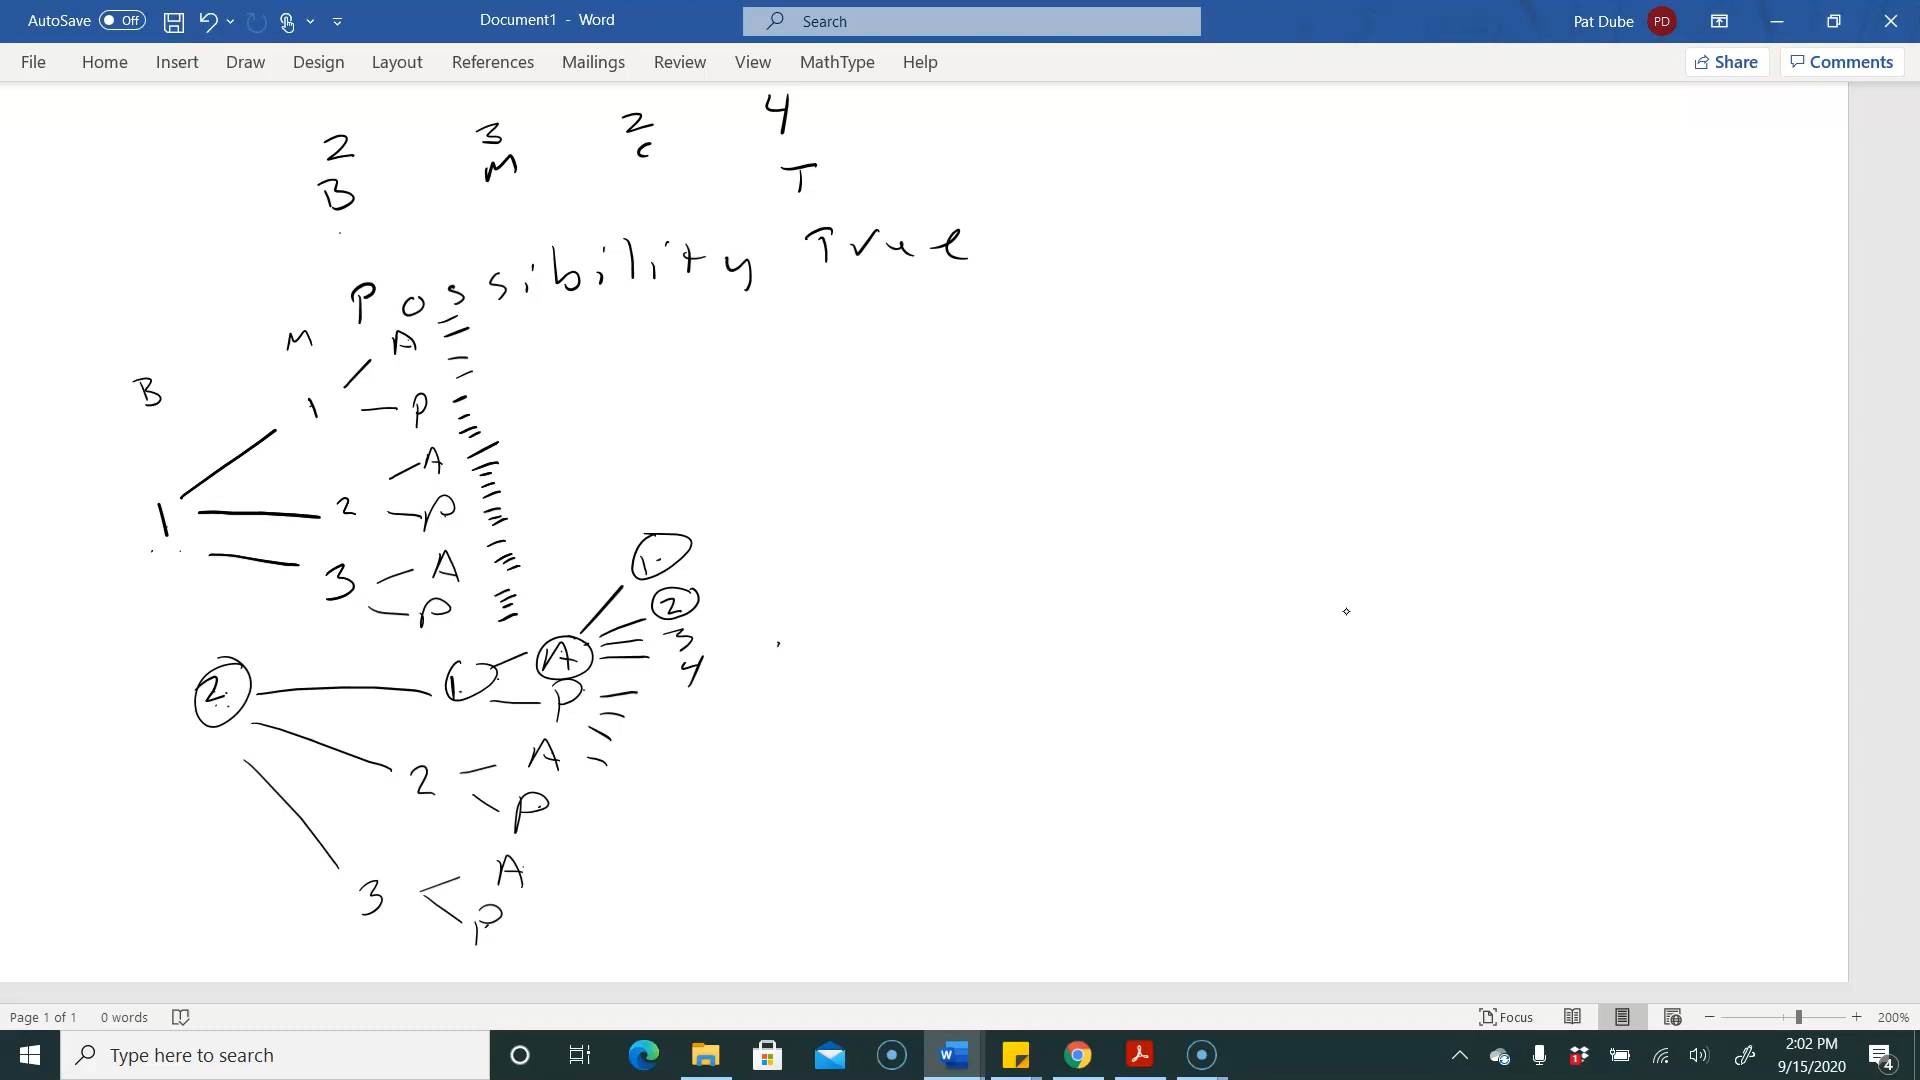 AutoSave Off Document1 - Word Search Pat Dube PD
File Home Insert Draw Design Layout References Mailings Review View MathType Help Share Comments
2 3 2 4
B M C T
Possibility Tree
M A
B
1 P
A
1 2 P
3 A
P
1
2
3
4
2 1 A
P
2 A
P
3 A
P
Page 1 of 1 0 words Focus 200%
Type here to search
2:02 PM
9/15/2020
4